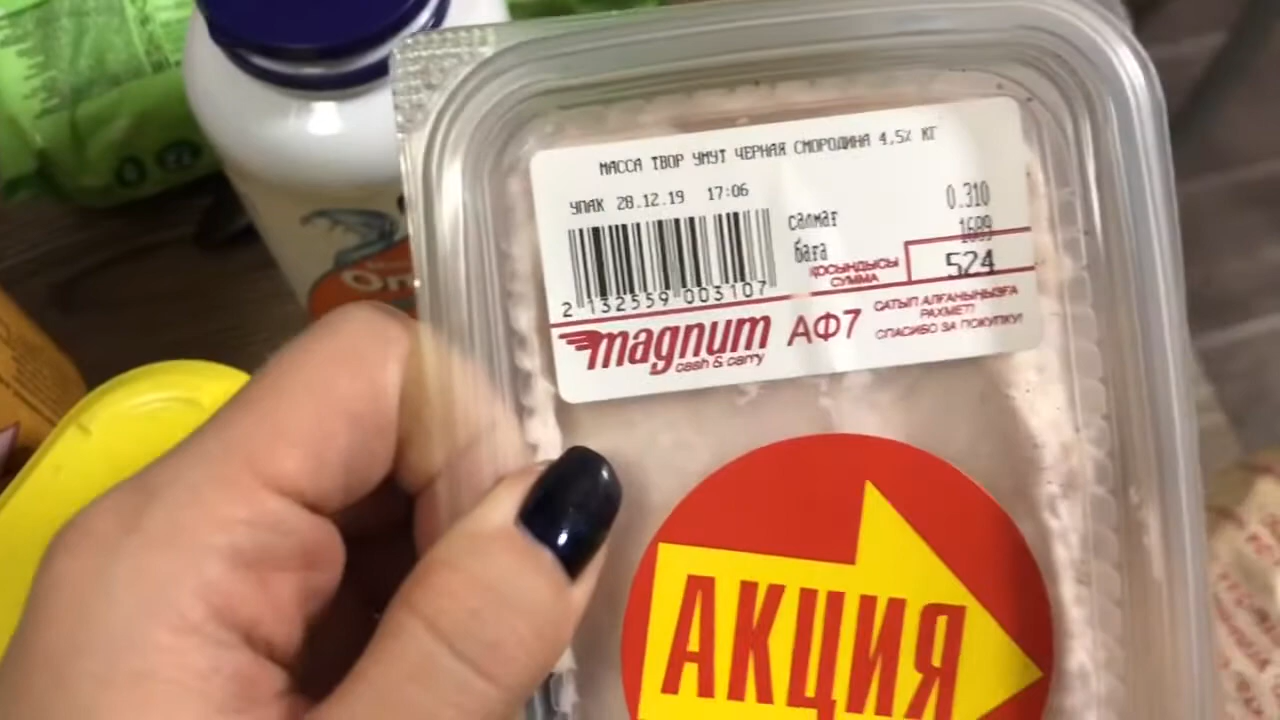 МАССА ТВОР УМУТ ЧЕРНАЯ СМОРОДИНА 4,5% КГ
УПАК 28.12.19 17:06
0.310
салмағ
1689
баға
ҚОСЫНДЫСЫ
СУММА
524
2 132559 003107
magnum
cash & carry
АФ7
САТЫП АЛҒАНЫҢЫЗҒА
РАХМЕТ!
СПАСИБО ЗА ПОКУПКУ!
АКЦИЯ